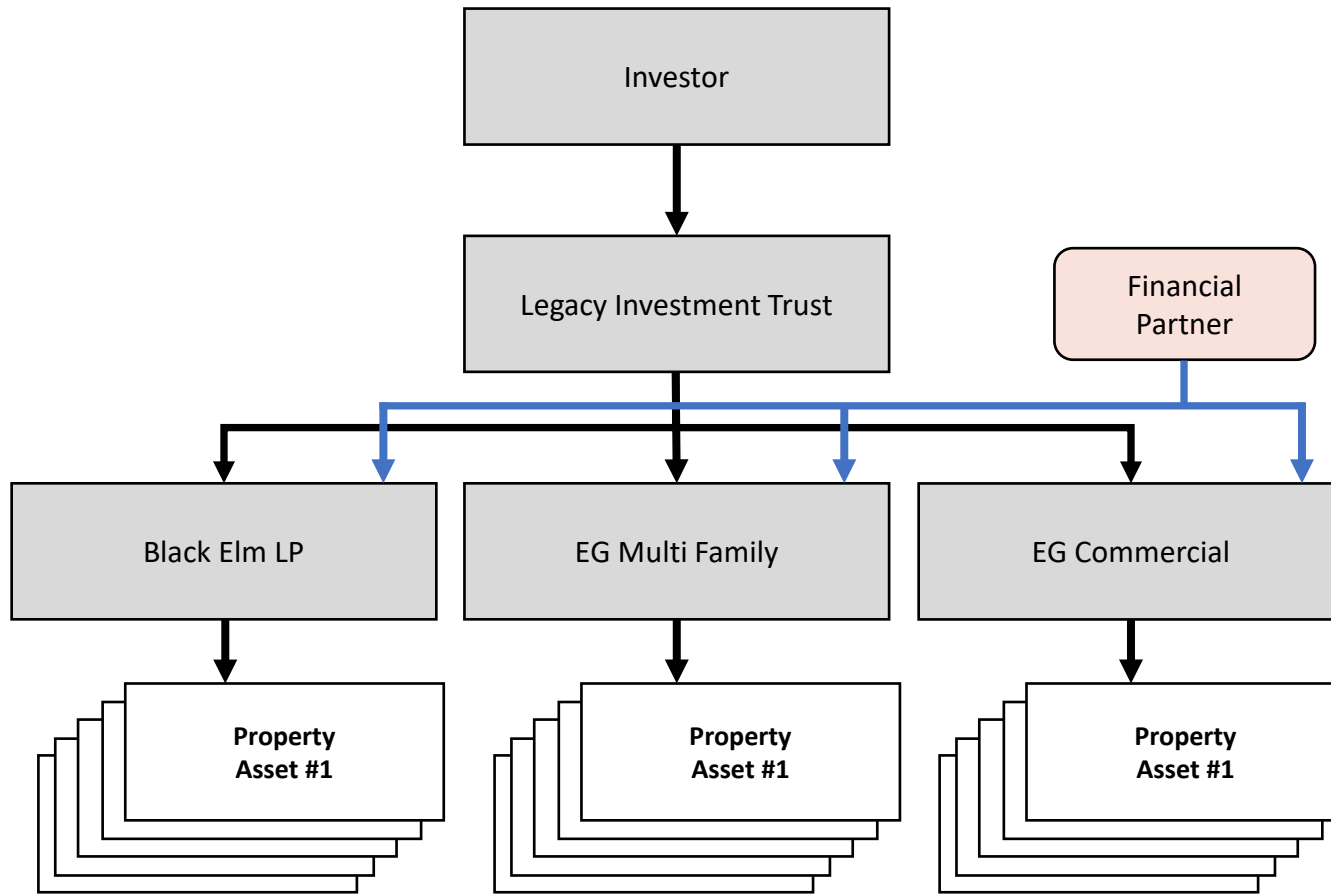 Investor
Legacy Investment Trust
Financial
Partner
Black Elm LP
EG Multi Family
EG Commercial
Property
Asset #1
Property
Asset #1
Property
Asset #1